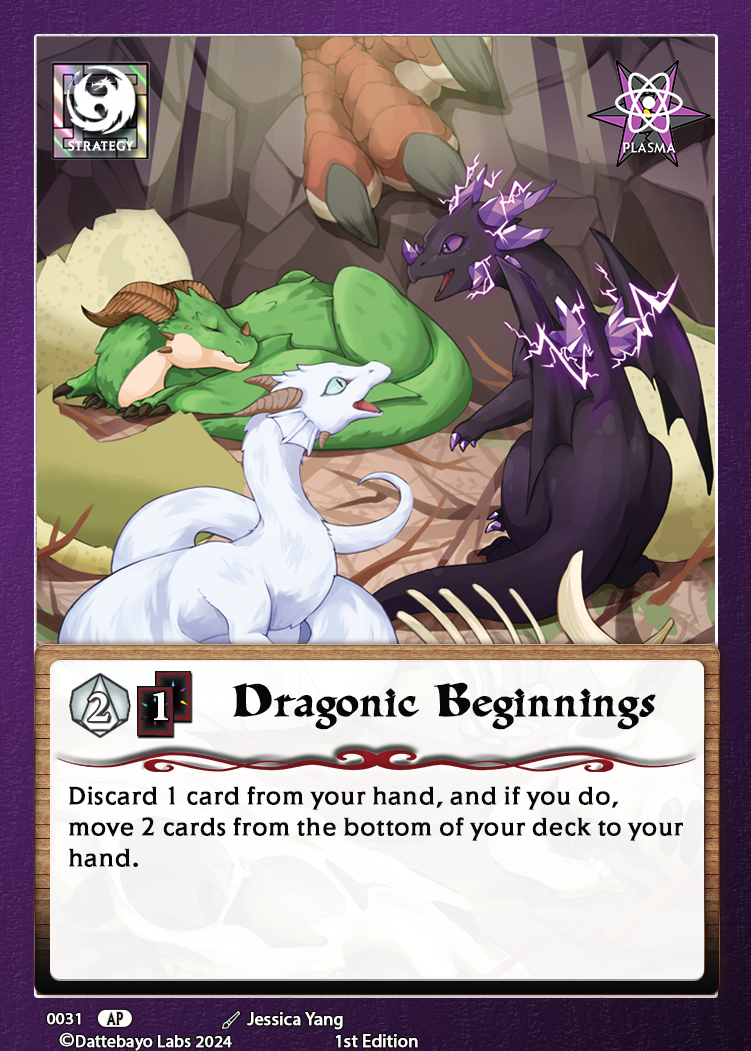 STRATEGY
PLASMA
2 1 Dragonic Beginnings
Discard 1 card from your hand, and if you do,
move 2 cards from the bottom of your deck to your
hand.
0031 AP Jessica Yang
©Dattebayo Labs 2024 1st Edition